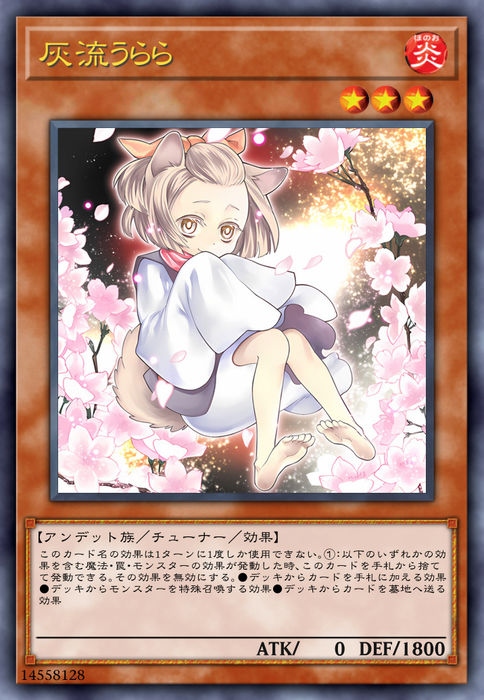 灰流うらら
ほのお
炎
【アンデット族／チューナー／効果】
このカード名の効果は1ターンに1度しか使用できない。①：以下のいずれかの効
果を含む魔法・罠・モンスターの効果が発動した時、このカードを手札から捨て
て発動できる。その効果を無効にする。●デッキからカードを手札に加える効果
●デッキからモンスターを特殊召喚する効果●デッキからカードを墓地へ送る
効果
ATK/ 0 DEF/1800
14558128